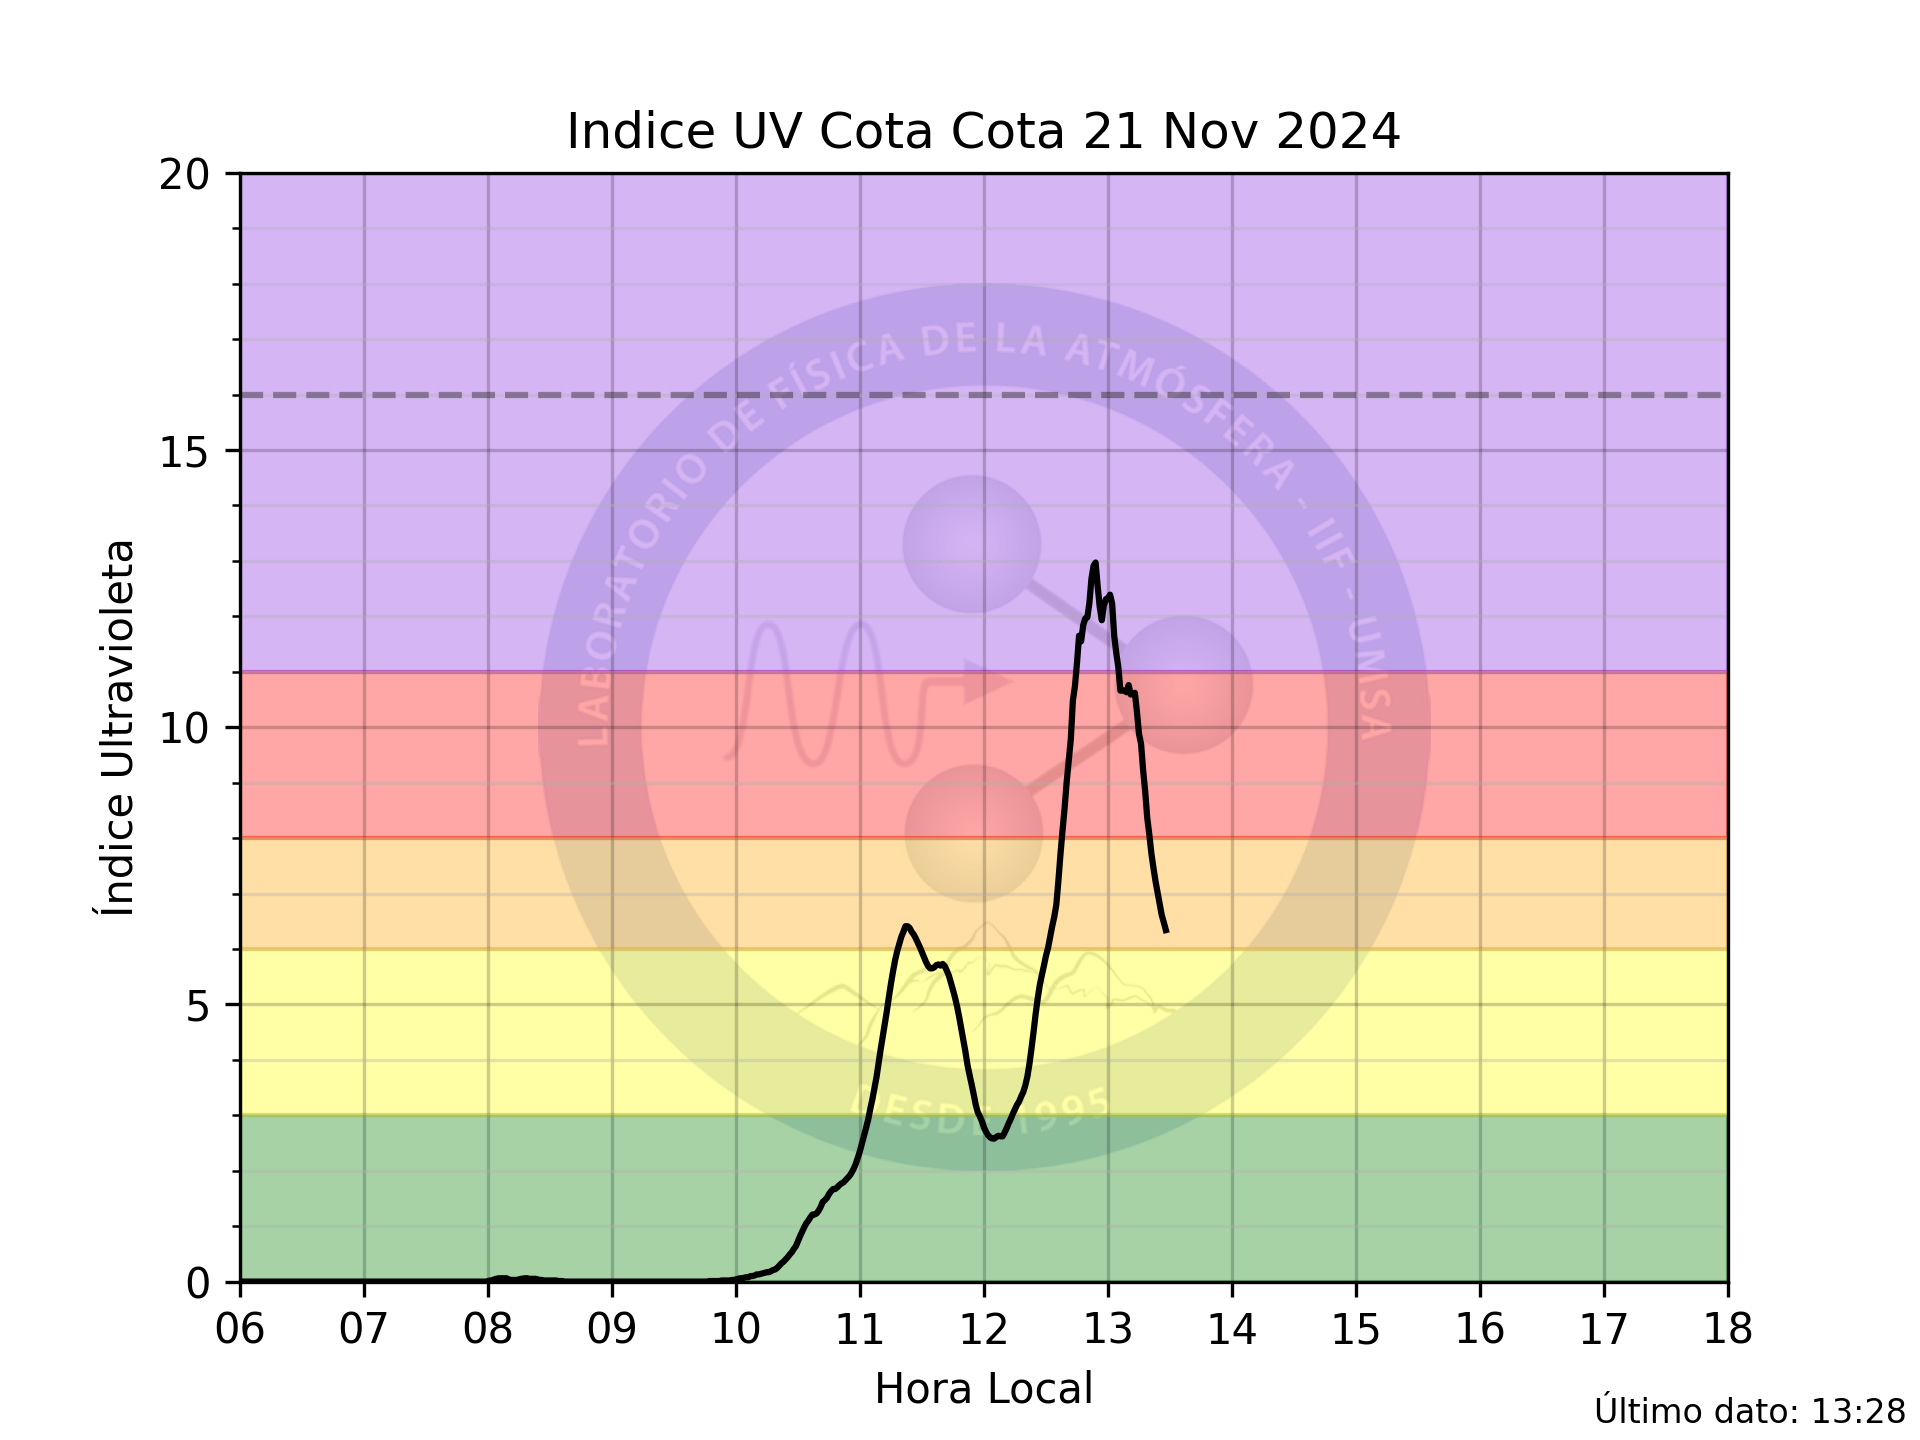 Indice UV Cota Cota 21 Nov 2024
20
15
10
5
0
Índice Ultravioleta
LABORATORIO DE FÍSICA DE LA ATMÓSFERA - IIF - UMSA
DESDE 1995
06 07 08 09 10 11 12 13 14 15 16 17 18
Hora Local
Último dato: 13:28